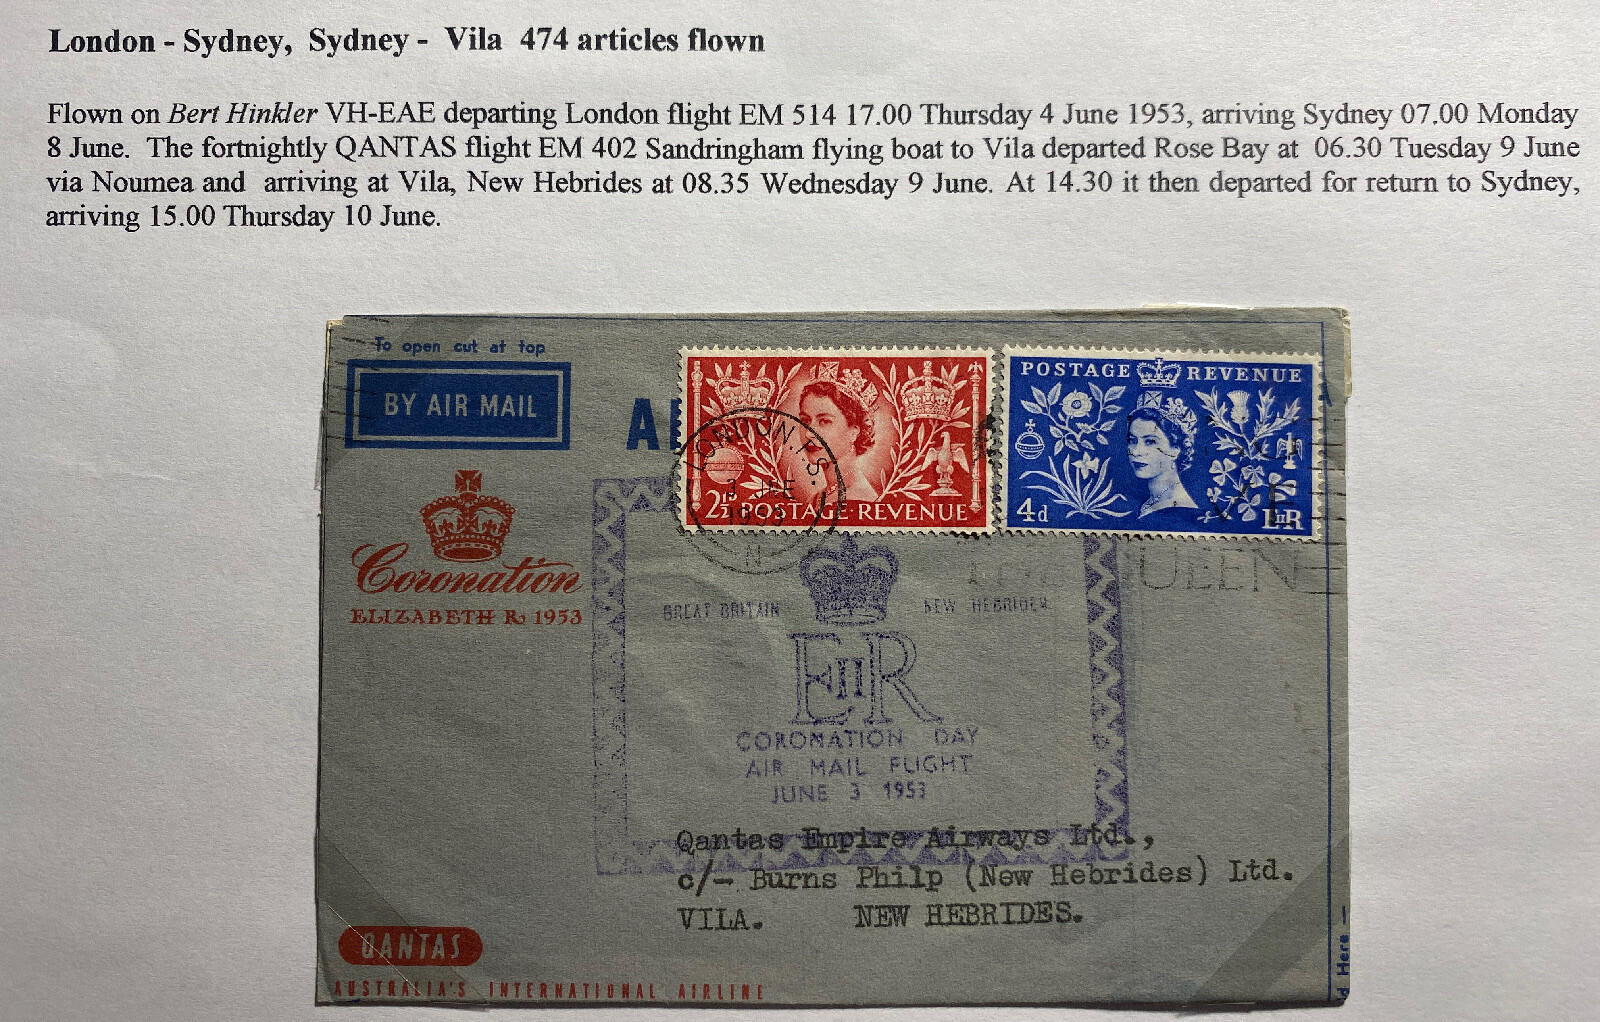 London - Sydney, Sydney - Vila 474 articles flown
Flown on Bert Hinkler VH-EAE departing London flight EM 514 17.00 Thursday 4 June 1953, arriving Sydney 07.00 Monday
8 June. The fortnightly QANTAS flight EM 402 Sandringham flying boat to Vila departed Rose Bay at 06.30 Tuesday 9 June
via Noumea and arriving at Vila, New Hebrides at 08.35 Wednesday 9 June. At 14.30 it then departed for return to Sydney,
arriving 15.00 Thursday 10 June.
To open cut at top
BY AIR MAIL
Coronation
ELIZABETH R 1953
LONDON F.S.
3 JNE
1953
N
2½D POSTAGE · REVENUE
POSTAGE REVENUE
4d
EIIR
GREAT BRITAIN
NEW HEBRIDES
EIIR
CORONATION DAY
AIR MAIL FLIGHT
JUNE 3 1953
Qantas Empire Airways Ltd.,
c/- Burns Philp (New Hebrides) Ltd.
VILA. NEW HEBRIDES.
QANTAS
AUSTRALIA'S INTERNATIONAL AIRLINE
Here